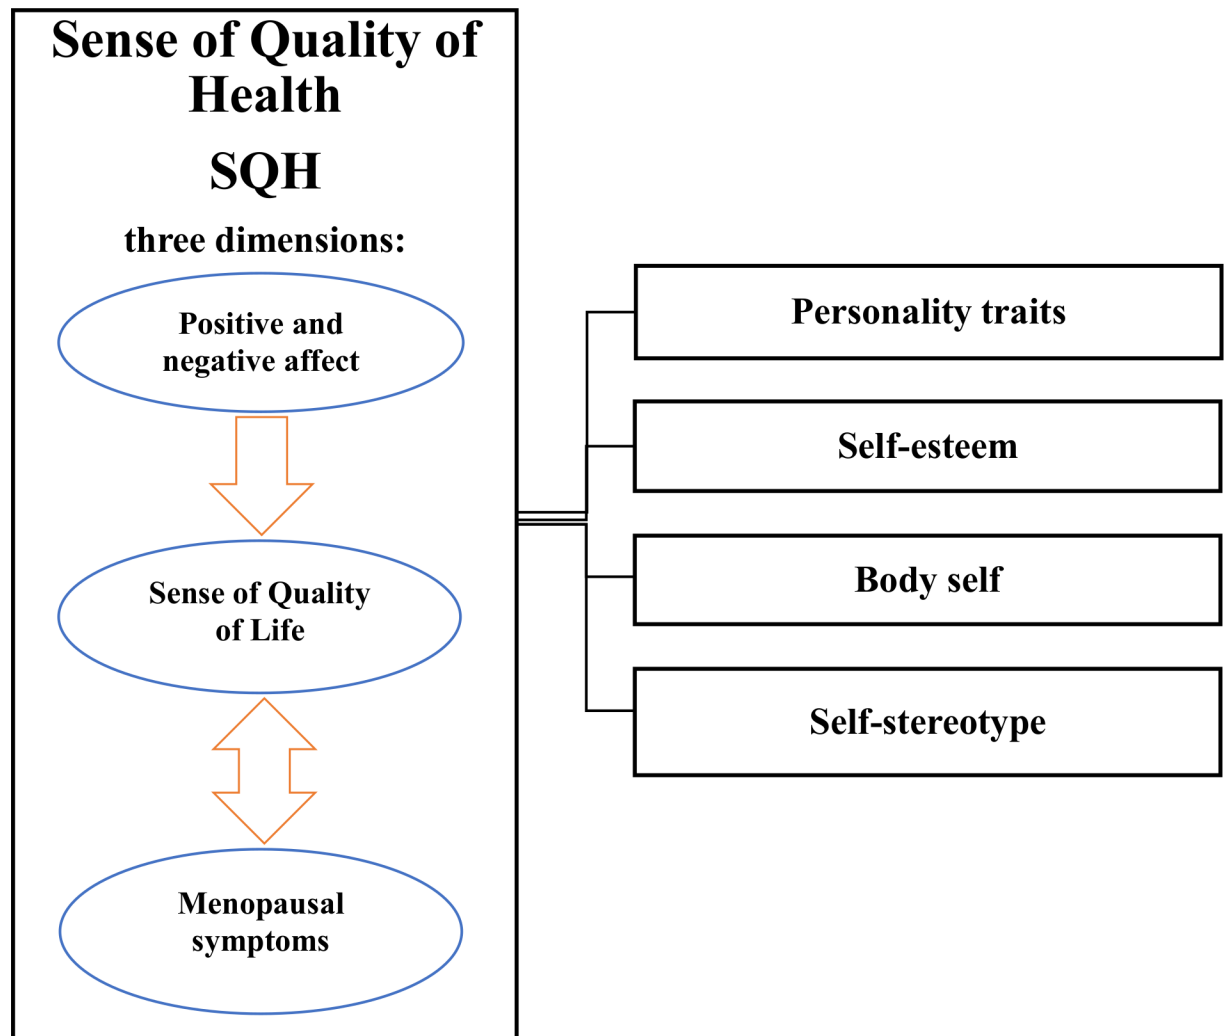 Sense of Quality of
Health
SQH
three dimensions:
Positive and
negative affect
Sense of Quality
of Life
Menopausal
symptoms
Personality traits
Self-esteem
Body self
Self-stereotype